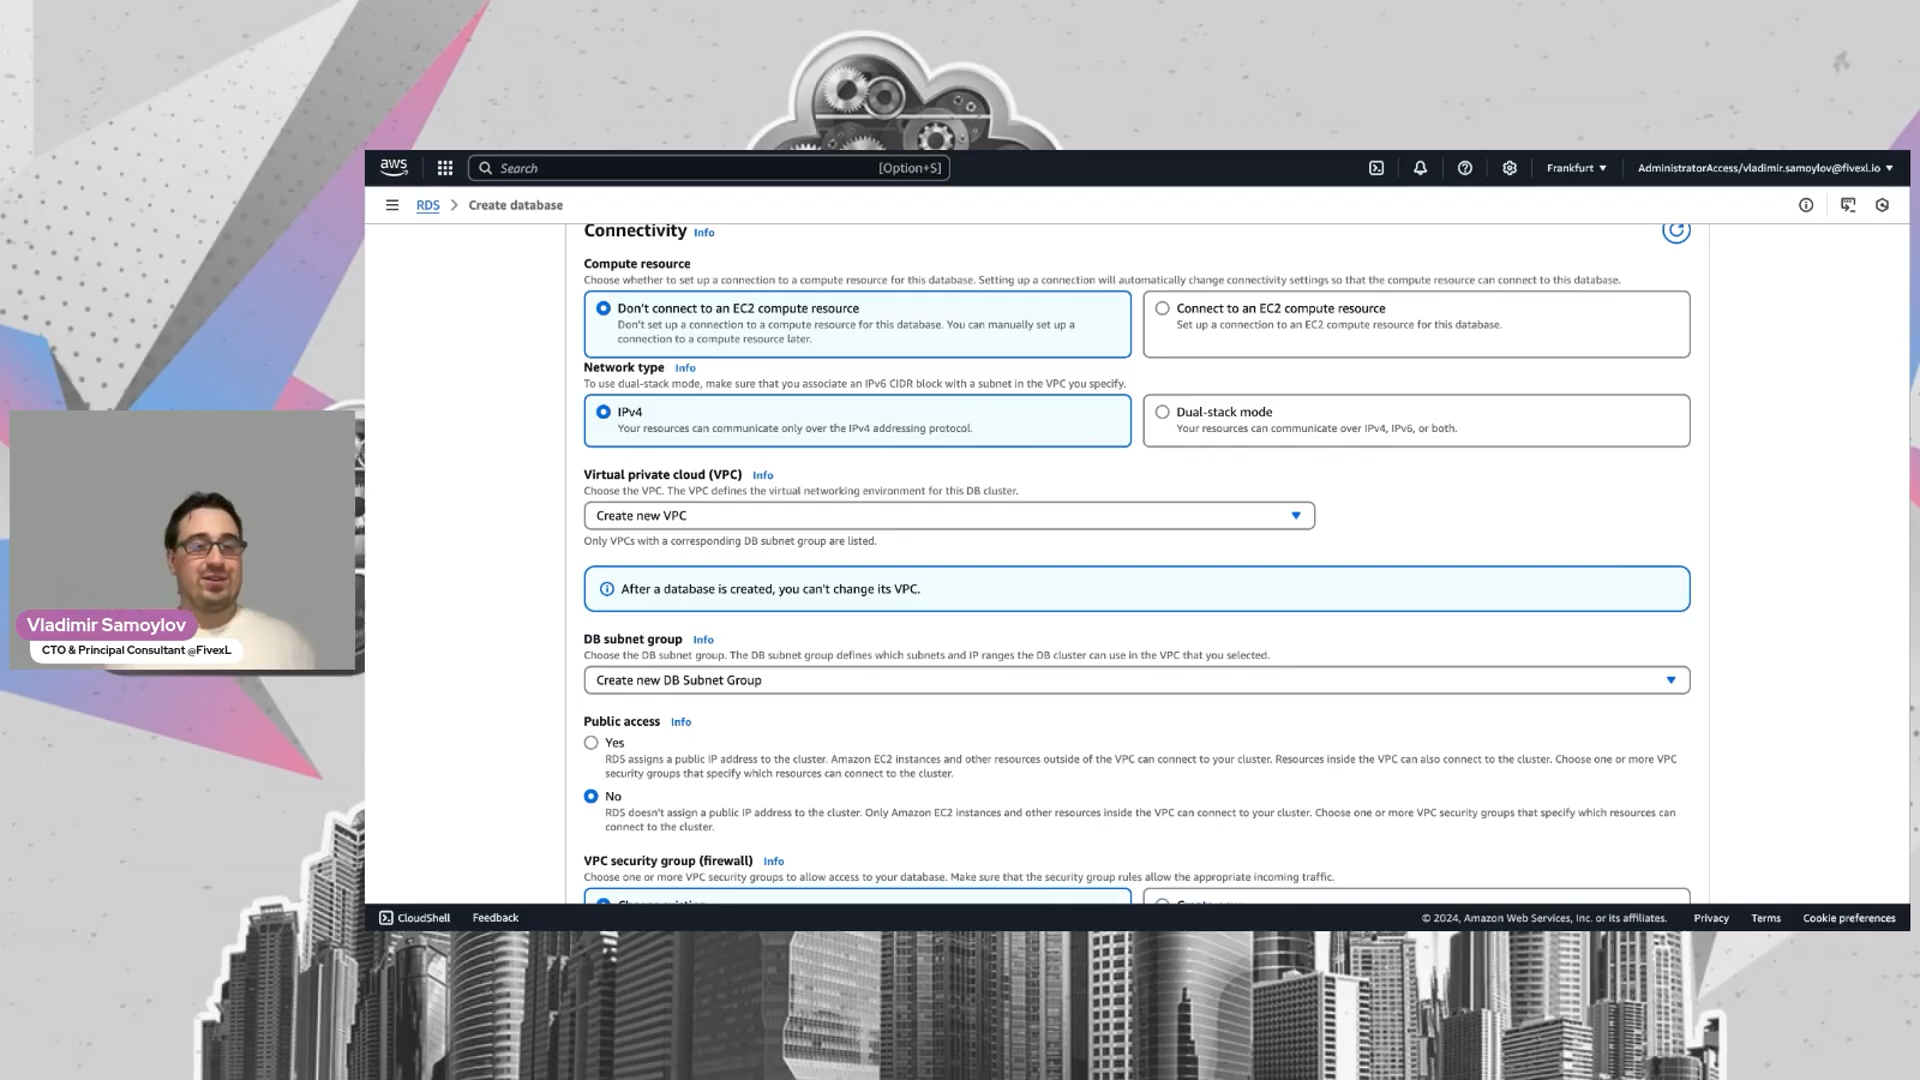 aws
Search
[Option+S]
Frankfurt
AdministratorAccess/vladimir.samoylov@fivexl.io
RDS
Create database
Connectivity Info
Compute resource
Choose whether to set up a connection to a compute resource for this database. Setting up a connection will automatically change connectivity settings so that the compute resource can connect to this database.
Don't connect to an EC2 compute resource
Don't set up a connection to a compute resource for this database. You can manually set up a
connection to a compute resource later.
Connect to an EC2 compute resource
Set up a connection to an EC2 compute resource for this database.
Network type Info
To use dual-stack mode, make sure that you associate an IPv6 CIDR block with a subnet in the VPC you specify.
IPv4
Your resources can communicate only over the IPv4 addressing protocol.
Dual-stack mode
Your resources can communicate over IPv4, IPv6, or both.
Virtual private cloud (VPC) Info
Choose the VPC. The VPC defines the virtual networking environment for this DB cluster.
Create new VPC
Only VPCs with a corresponding DB subnet group are listed.
After a database is created, you can't change its VPC.
DB subnet group Info
Choose the DB subnet group. The DB subnet group defines which subnets and IP ranges the DB cluster can use in the VPC that you selected.
Create new DB Subnet Group
Public access Info
Yes
RDS assigns a public IP address to the cluster. Amazon EC2 instances and other resources outside of the VPC can connect to your cluster. Resources inside the VPC can also connect to the cluster. Choose one or more VPC
security groups that specify which resources can connect to the cluster.
No
RDS doesn't assign a public IP address to the cluster. Only Amazon EC2 instances and other resources inside the VPC can connect to your cluster. Choose one or more VPC security groups that specify which resources can
connect to the cluster.
VPC security group (firewall) Info
Choose one or more VPC security groups to allow access to your database. Make sure that the security group rules allow the appropriate incoming traffic.
CloudShell
Feedback
© 2024, Amazon Web Services, Inc. or its affiliates.
Privacy
Terms
Cookie preferences
Vladimir Samoylov
CTO & Principal Consultant @FivexL